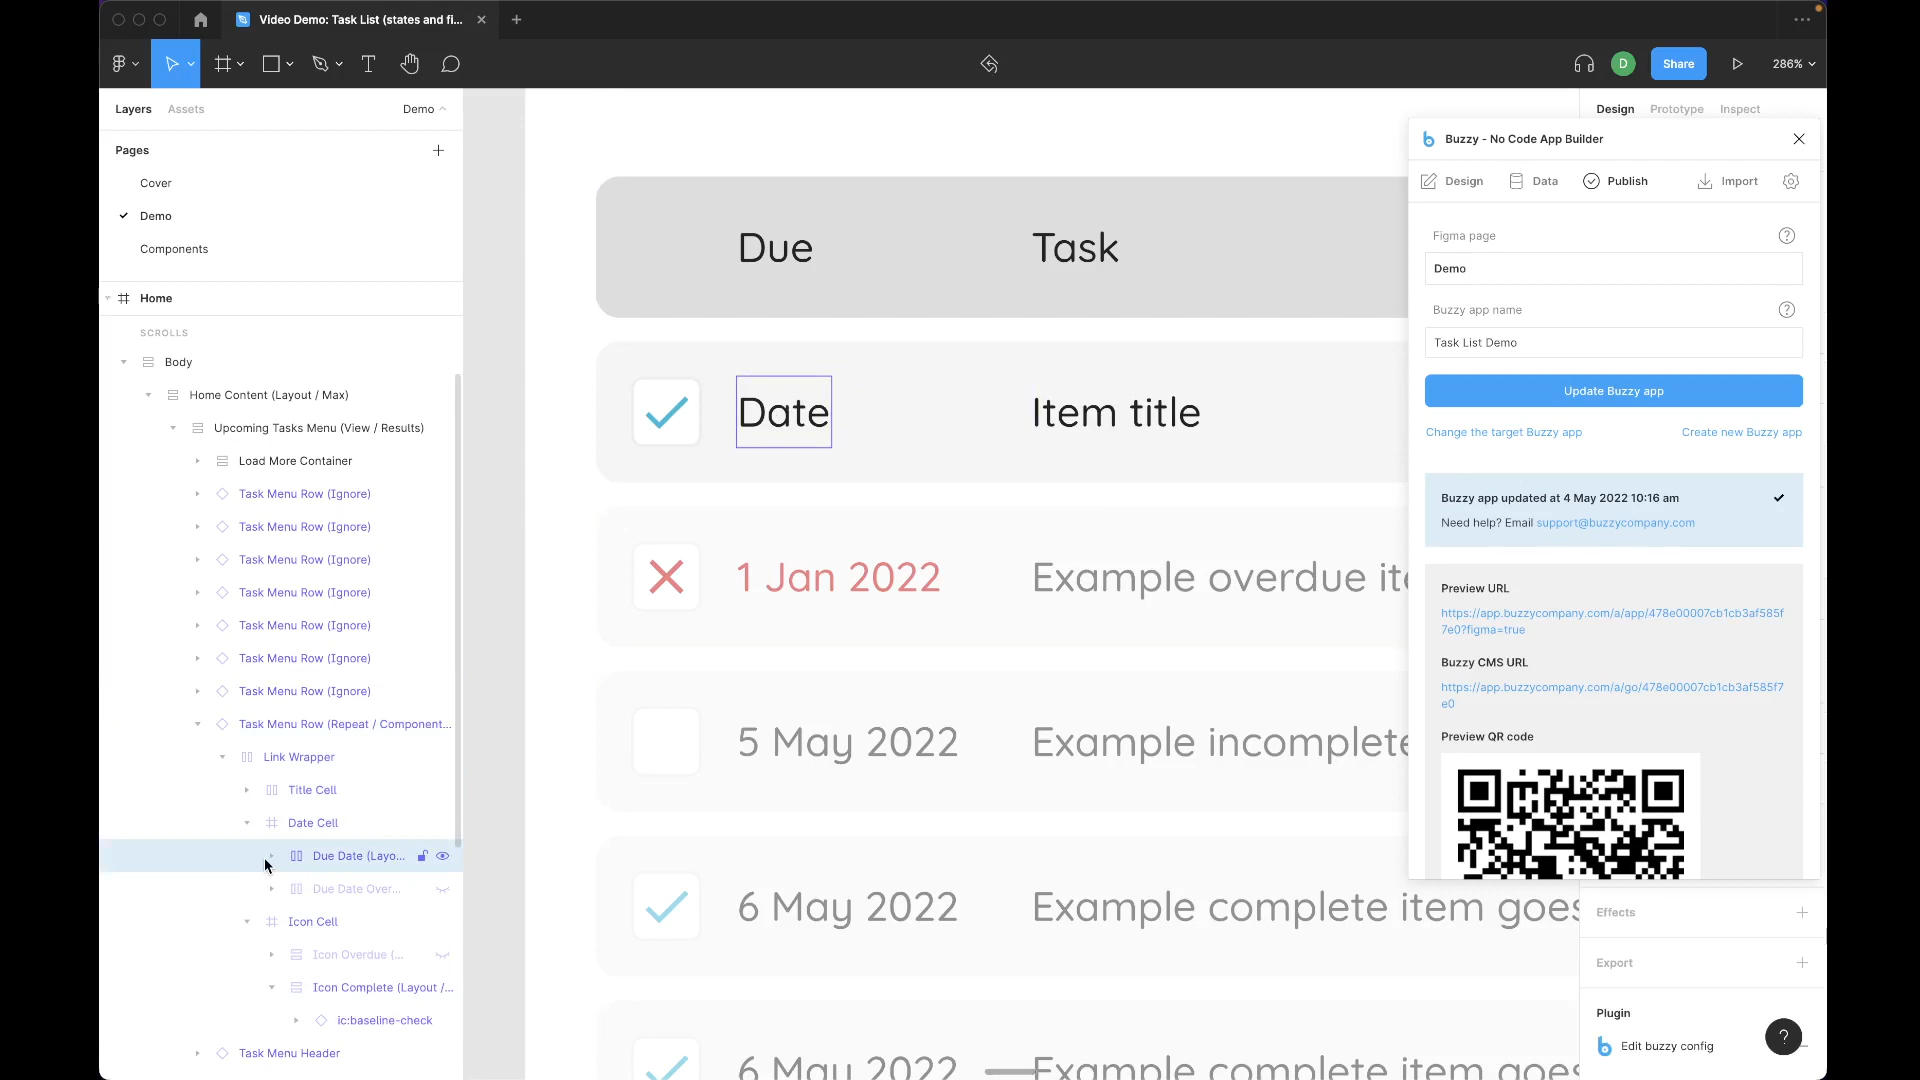 Video Demo: Task List (states and fi...
D
Share
286%
Layers
Assets
Demo
Pages
Cover
Demo
Components
Home
SCROLLS
Body
Home Content (Layout / Max)
Upcoming Tasks Menu (View / Results)
Load More Container
Task Menu Row (Ignore)
Task Menu Row (Ignore)
Task Menu Row (Ignore)
Task Menu Row (Ignore)
Task Menu Row (Ignore)
Task Menu Row (Ignore)
Task Menu Row (Ignore)
Task Menu Row (Repeat / Component...
Link Wrapper
Title Cell
Date Cell
Due Date (Layo...
Due Date Over...
Icon Cell
Icon Overdue (...
Icon Complete (Layout /...
ic:baseline-check
Task Menu Header
Due
Task
Date
Item title
1 Jan 2022
Example overdue ite
5 May 2022
Example incomplete
6 May 2022
Example complete item goes
6 May 2022
Example complete item goes
Design
Prototype
Inspect
Buzzy - No Code App Builder
Design
Data
Publish
Import
Figma page
?
Demo
Buzzy app name
?
Task List Demo
Update Buzzy app
Change the target Buzzy app
Create new Buzzy app
Buzzy app updated at 4 May 2022 10:16 am
Need help? Email support@buzzycompany.com
Preview URL
https://app.buzzycompany.com/a/app/478e00007cb1cb3af585f
7e0?figma=true
Buzzy CMS URL
https://app.buzzycompany.com/a/go/478e00007cb1cb3af585f7
e0
Preview QR code
Effects
Export
Plugin
Edit buzzy config
?